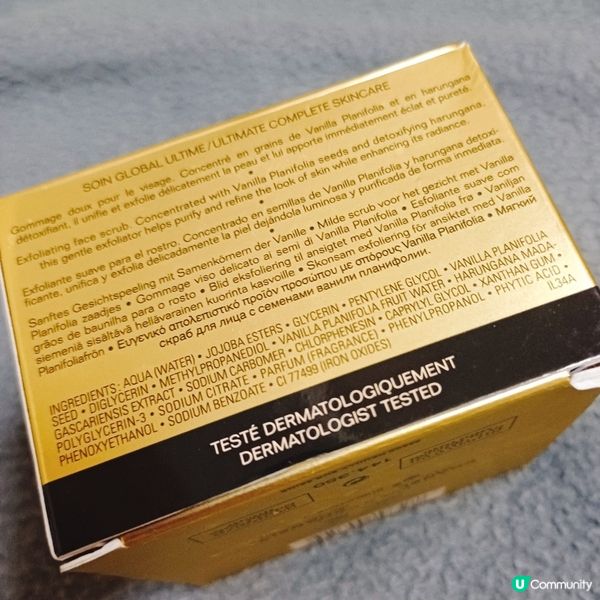 SOIN GLOBAL ULTIME/ULTIMATE COMPLETE SKINCARE
Gommage doux pour le visage. Concentré en grains de Vanilla Planifolia et en harungana
détoxifiant, il unifie et exfolie délicatement la peau et lui apporte immédiatement éclat et pureté.
Exfoliating face scrub. Concentrated with Vanilla Planifolia seeds and detoxifying harungana,
this gentle exfoliator helps purify and refine the look of skin while enhancing its radiance.
Exfoliante suave para el rostro. Concentrado en semillas de Vanilla Planifolia y harungana detoxi-
ficante, unifica y exfolia delicadamente la piel dejándola luminosa y purificada de forma inmediata.
Sanftes Gesichtspeeling mit Samenkörnern der Vanille • Milde scrub voor het gezicht met Vanilla
Planifolia zaadjes • Gommage viso delicato ai semi di Vanilla Planifolia • Esfoliante suave com
grãos de baunilha para o rosto • Blid eksfoliering til ansigtet med Vanilla Planifolia frø • Vaniljan
siemeniä sisältävä hellävarainen kuorinta kasvoille • Skonsam exfoliering för ansiktet med Vanilla
Planifoliafrön • Ευγενικό απολεπιστικό προϊόν προσώπου με σπόρους Vanilla Planifolia • Мягкий
скраб для лица с семенами ванили планифолии.
INGREDIENTS: AQUA (WATER) • JOJOBA ESTERS • GLYCERIN • PENTYLENE GLYCOL • VANILLA PLANIFOLIA
SEED • DIGLYCERIN • METHYLPROPANEDIOL • VANILLA PLANIFOLIA FRUIT WATER • HARUNGANA MADA-
GASCARIENSIS EXTRACT • SODIUM CARBOMER • CHLORPHENESIN • CAPRYLYL GLYCOL • XANTHAN GUM •
POLYGLYCERIN-3 • SODIUM CITRATE • PARFUM (FRAGRANCE) • PHENYLPROPANOL • PHYTIC ACID •
PHENOXYETHANOL • SODIUM BENZOATE • CI 77499 (IRON OXIDES) IL34A
TESTÉ DERMATOLOGIQUEMENT
DERMATOLOGIST TESTED
144.350
U Community